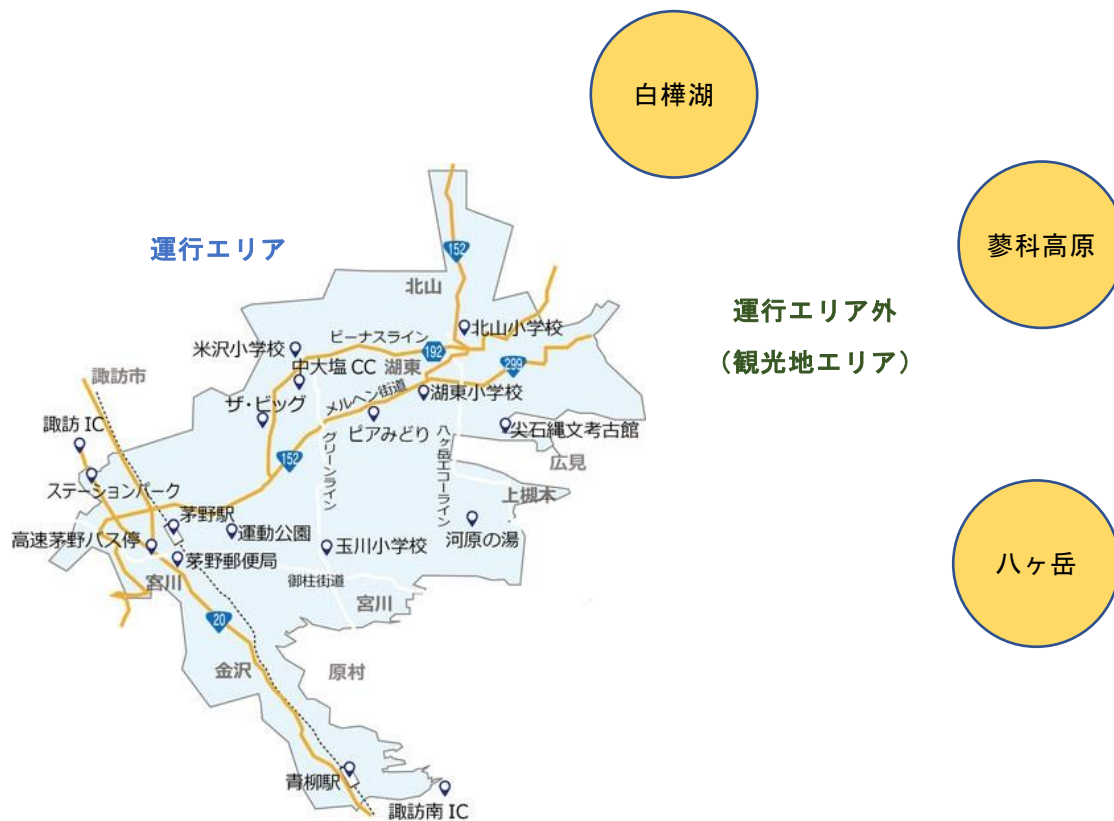 白樺湖
蓼科高原
運行エリア
152
北山
運行エリア外
（観光地エリア）
ビーナスライン
北山小学校
米沢小学校
192
中大塩 CC
湖東
299
諏訪市
メルヘン街道
湖東小学校
ザ・ビッグ
ピアみどり
尖石縄文考古館
諏訪 IC
グリーンライン
八ヶ岳エコーライン
152
広見
ステーションパーク
上槻木
茅野駅
運動公園
河原の湯
高速茅野バス停
玉川小学校
茅野郵便局
八ヶ岳
宮川
御柱街道
宮川
20
金沢
原村
青柳駅
諏訪南 IC